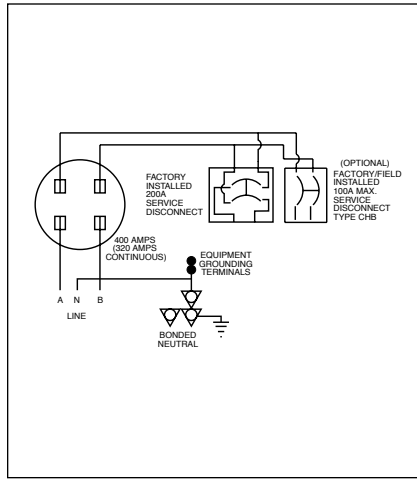 (OPTIONAL)
FACTORY/FIELD
INSTALLED
100A MAX.
SERVICE
DISCONNECT
TYPE CHB
FACTORY
INSTALLED
200A
SERVICE
DISCONNECT
400 AMPS
(320 AMPS
CONTINUOUS)
EQUIPMENT
GROUNDING
TERMINALS
A N B
LINE
BONDED
NEUTRAL